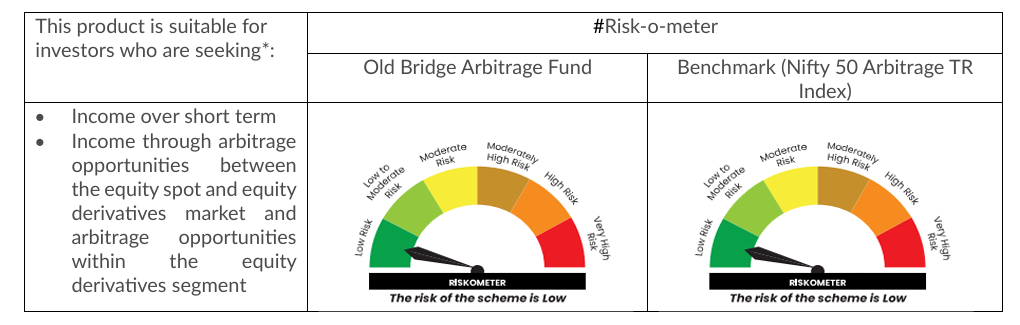 This product is suitable for
investors who are seeking*:
#Risk-o-meter
Old Bridge Arbitrage Fund
Benchmark (Nifty 50 Arbitrage TR
Index)
• Income over short term
• Income through arbitrage
opportunities between
the equity spot and equity
derivatives market and
arbitrage opportunities
within the equity
derivatives segment
Low Risk
Low to
Moderate
Risk
Moderate
Risk
Moderately
High Risk
High Risk
Very High
Risk
RISKOMETER
The risk of the scheme is Low
Low Risk
Low to
Moderate
Risk
Moderate
Risk
Moderately
High Risk
High Risk
Very High
Risk
RISKOMETER
The risk of the scheme is Low